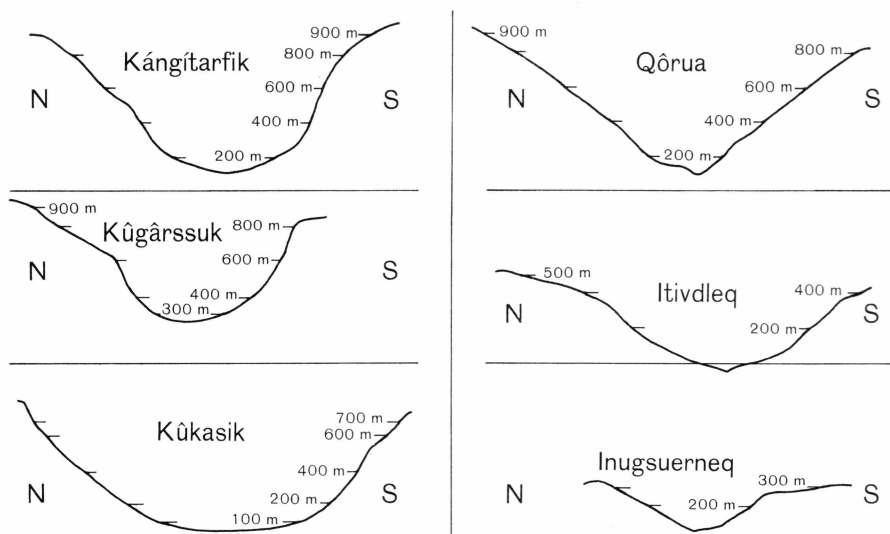 900 m
Kángítarfik
800 m
600 m
N
S
400 m
200 m
900 m
Kûgârssuk
800 m
N
600 m
S
400 m
300 m
Kûkasik
700 m
600 m
N
400 m
S
200 m
100 m
900 m
Qôrua
800 m
N
600 m
S
400 m
200 m
500 m
Itivdleq
400 m
N
S
200 m
Inugsuerneq
N
300 m
S
200 m